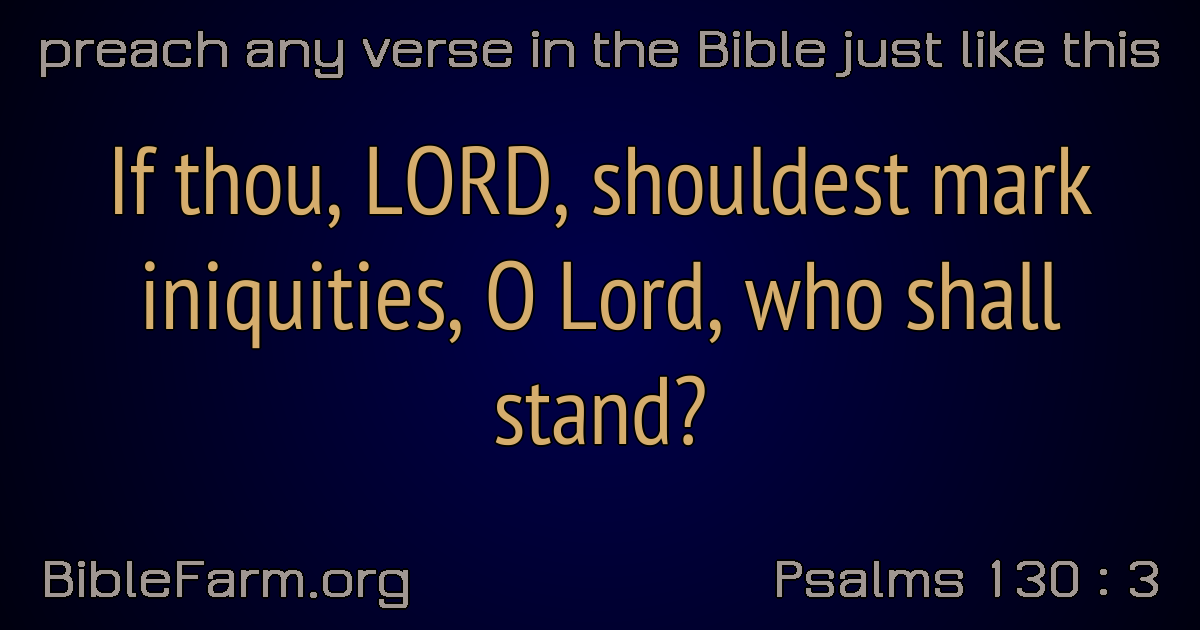 preach any verse in the Bible just like this
If thou, LORD, shouldest mark
iniquities, O Lord, who shall
stand?
BibleFarm.org
Psalms 130 : 3